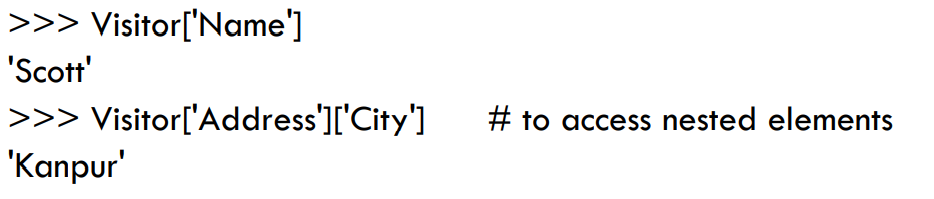 >>> Visitor['Name']
'Scott'
>>> Visitor['Address']['City'] # to access nested elements
'Kanpur'